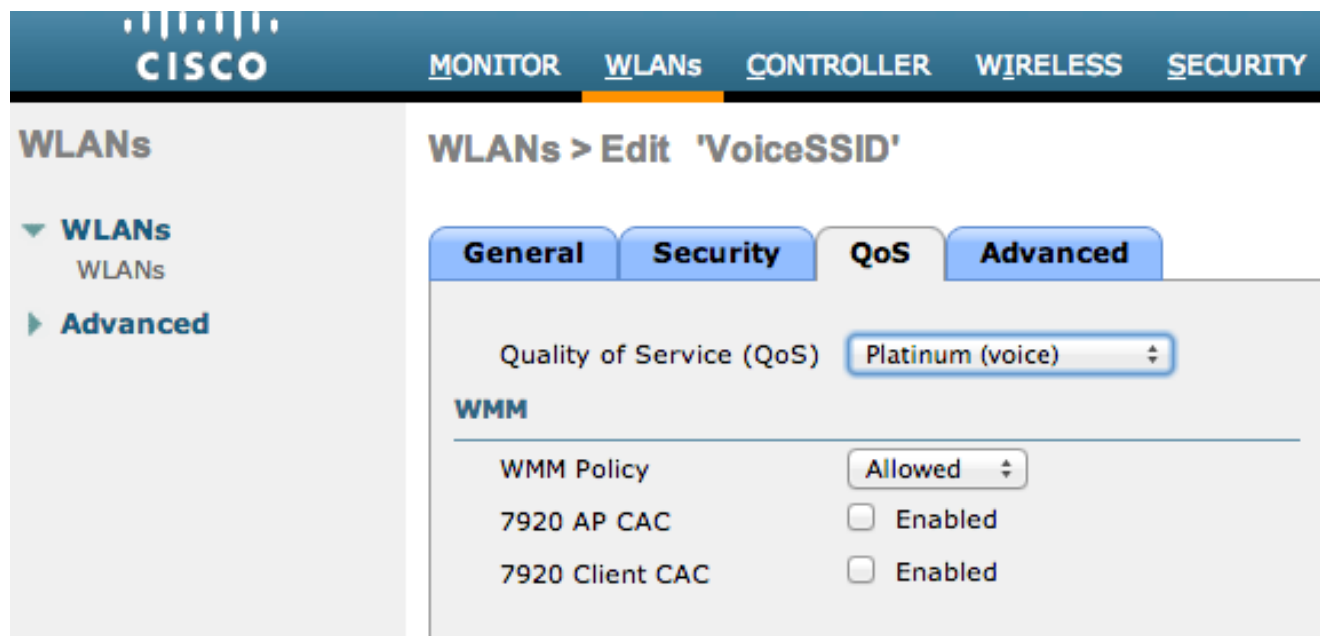 CISCO
MONITOR WLANs CONTROLLER WIRELESS SECURITY
WLANs
WLANs > Edit 'VoiceSSID'
WLANs
WLANs
Advanced
General Security QoS Advanced
Quality of Service (QoS) Platinum (voice)
WMM
WMM Policy Allowed
7920 AP CAC Enabled
7920 Client CAC Enabled